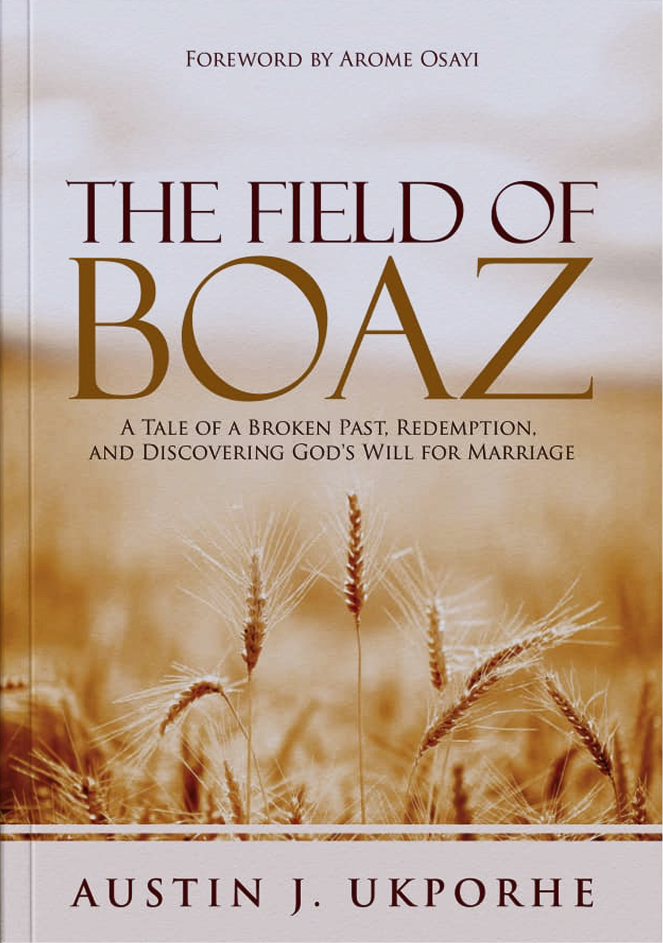 FOREWORD BY AROME OSAYI
THE FIELD OF
BOAZ
A TALE OF A BROKEN PAST, REDEMPTION,
AND DISCOVERING GOD'S WILL FOR MARRIAGE
AUSTIN J. UKPORHE